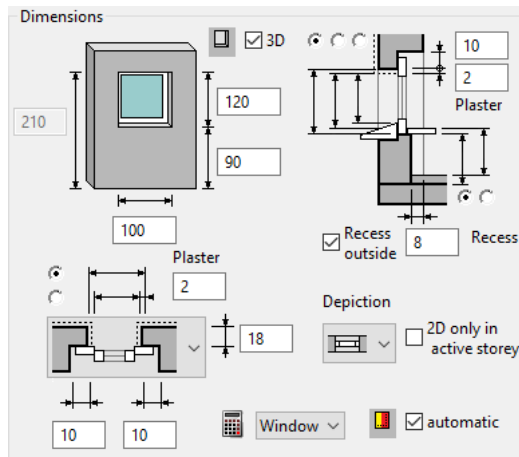 Dimensions
3D
10
2
Plaster
210
120
90
100
Recess
outside
8
Recess
Plaster
2
18
Depiction
2D only in
active storey
10
10
Window
automatic